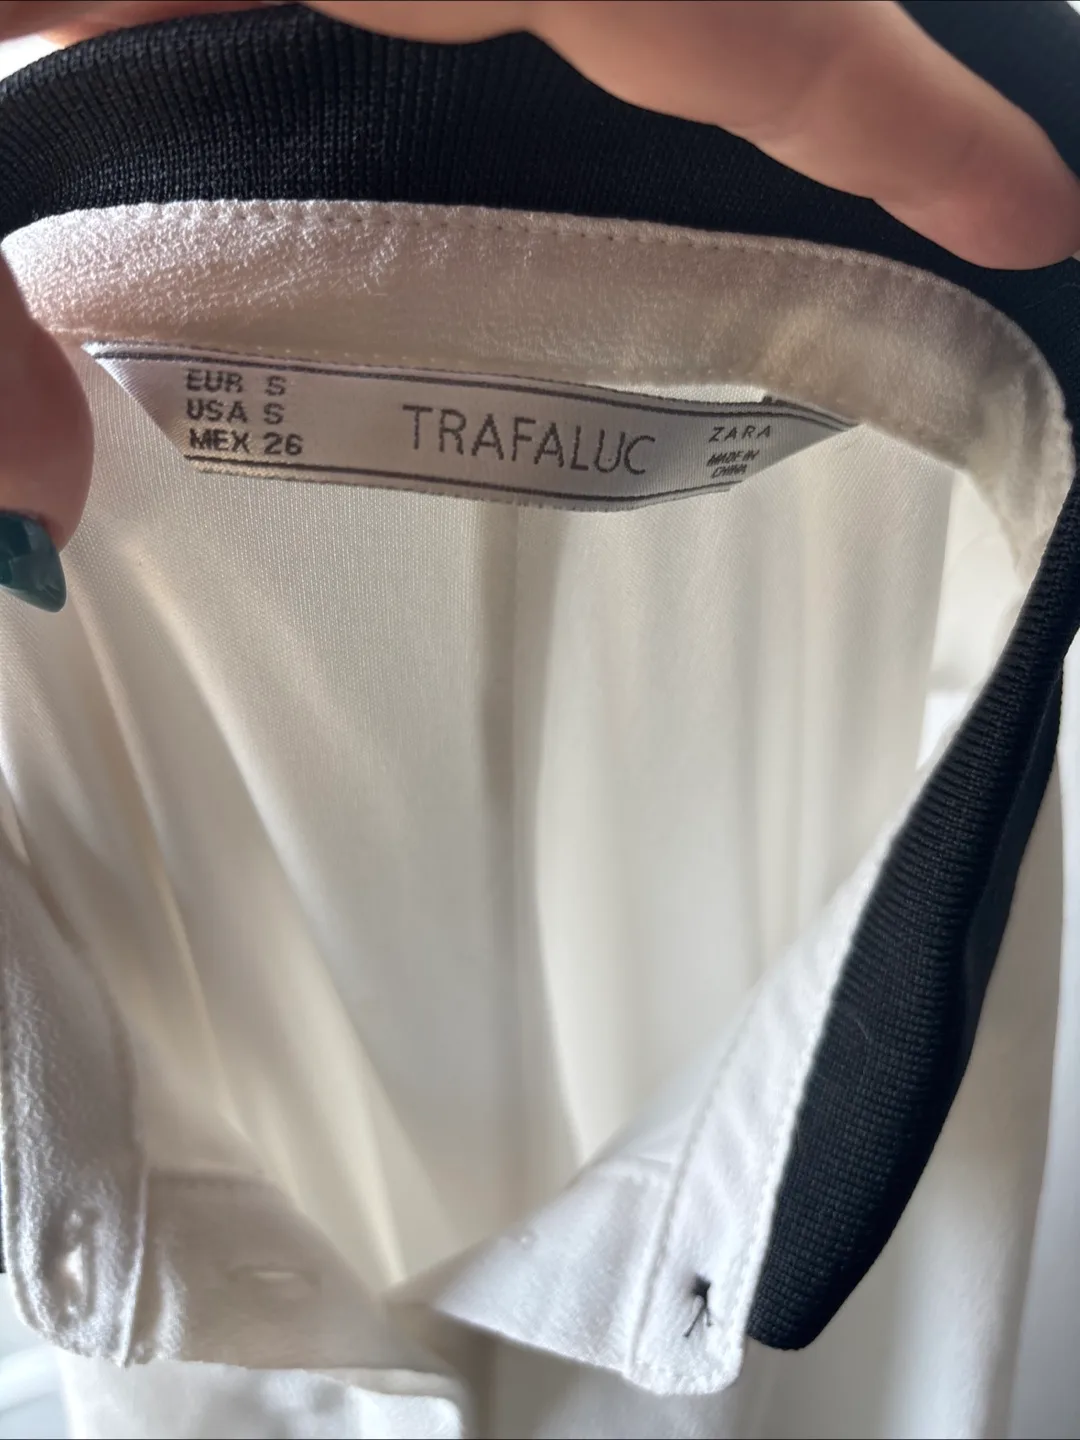 EUR S
USA S
MEX 26
TRAFALUC
ZARA
MADE IN
CHINA